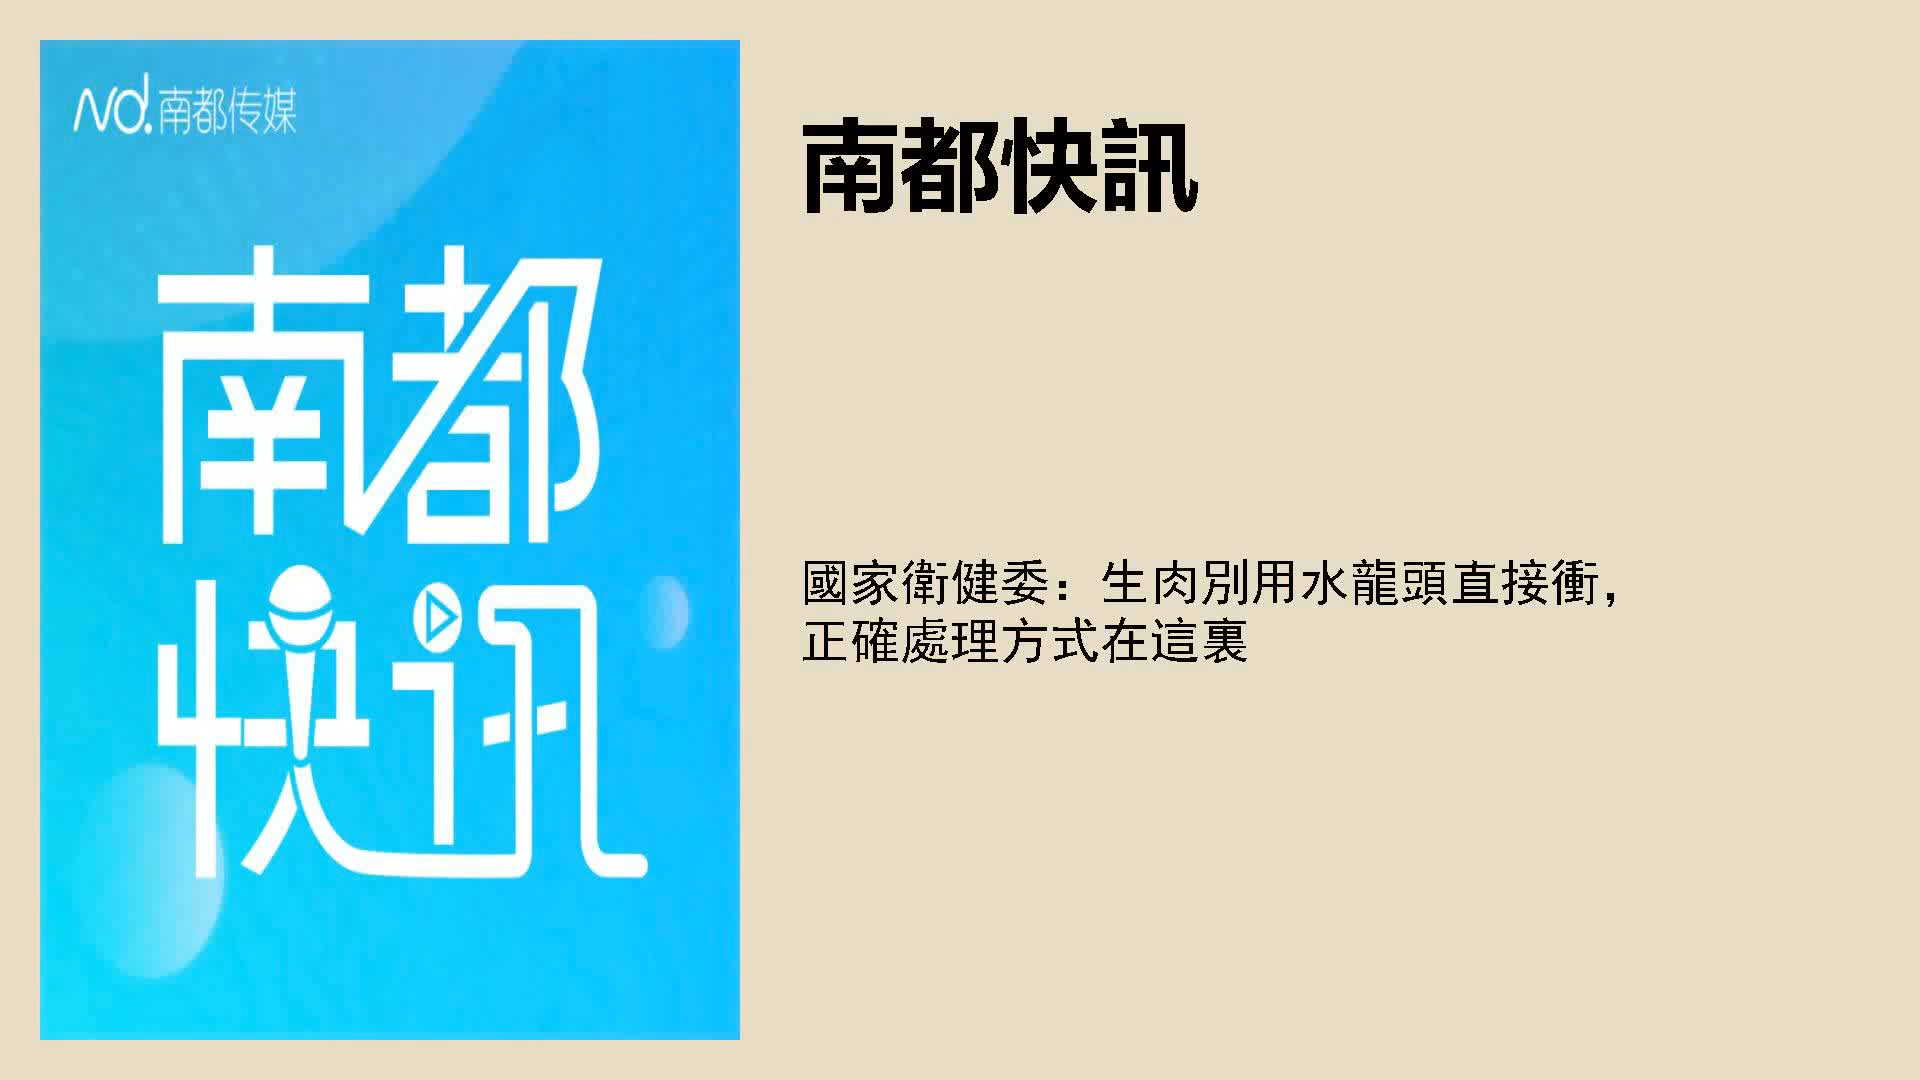 Nd.南都传媒
南都
快讯
南都快訊
國家衛健委：生肉別用水龍頭直接衝，
正確處理方式在這裏